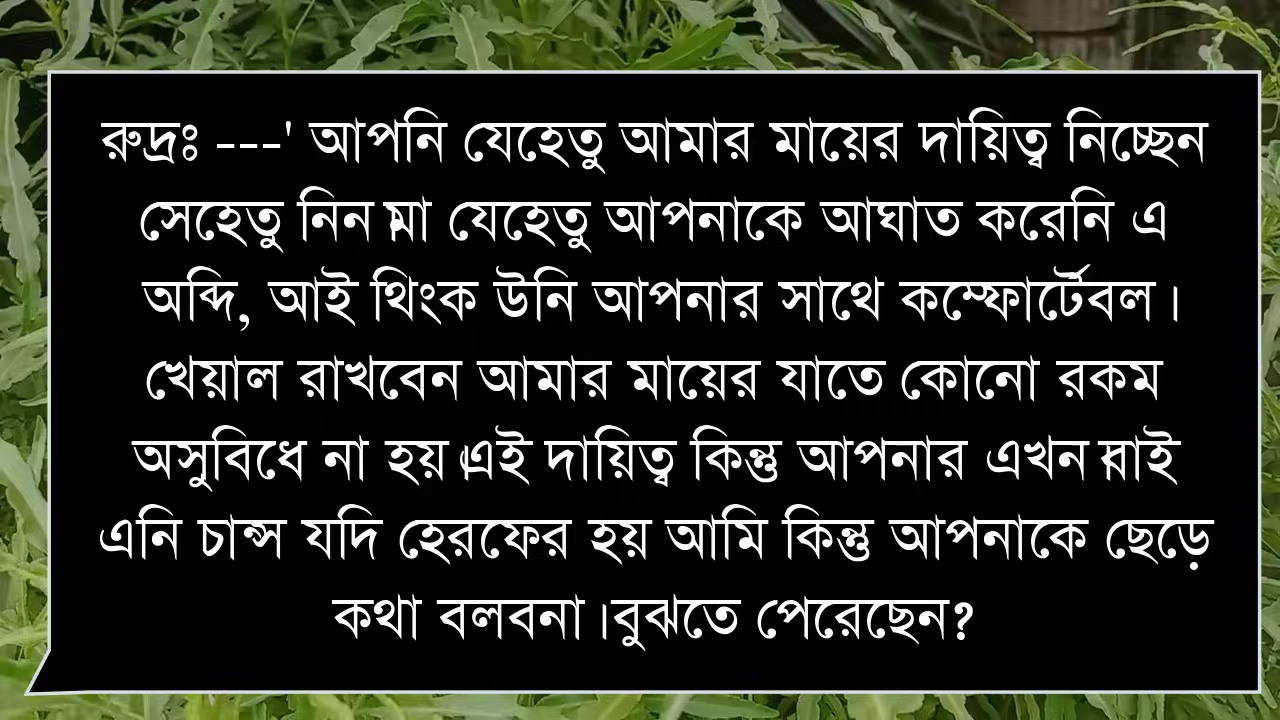 রুদ্রঃ ---' আপনি যেহেতু আমার মায়ের দায়িত্ব নিচ্ছেন
সেহেতু নিন।মা যেহেতু আপনাকে আঘাত করেনি এ
অব্দি, আই থিংক উনি আপনার সাথে কম্ফোর্টেবল।
খেয়াল রাখবেন আমার মায়ের যাতে কোনো রকম
অসুবিধে না হয়।এই দায়িত্ব কিন্তু আপনার এখন।বাই
এনি চান্স যদি হেরফের হয় আমি কিন্তু আপনাকে ছেড়ে
কথা বলবনা।বুঝতে পেরেছেন?